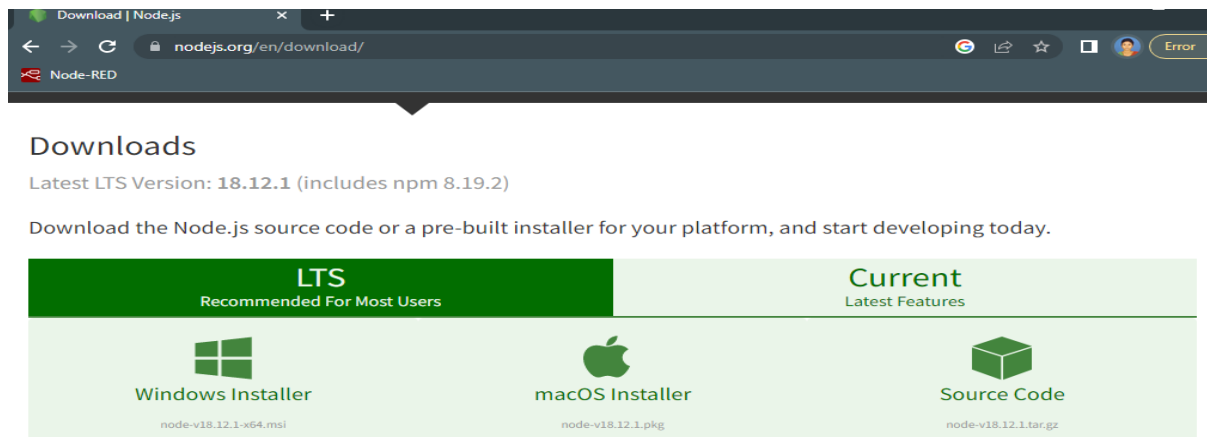 Download | Node.js
nodejs.org/en/download/
Error
Node-RED
Downloads
Latest LTS Version: 18.12.1 (includes npm 8.19.2)
Download the Node.js source code or a pre-built installer for your platform, and start developing today.
LTS
Recommended For Most Users
Current
Latest Features
Windows Installer
node-v18.12.1-x64.msi
macOS Installer
node-v18.12.1.pkg
Source Code
node-v18.12.1.tar.gz